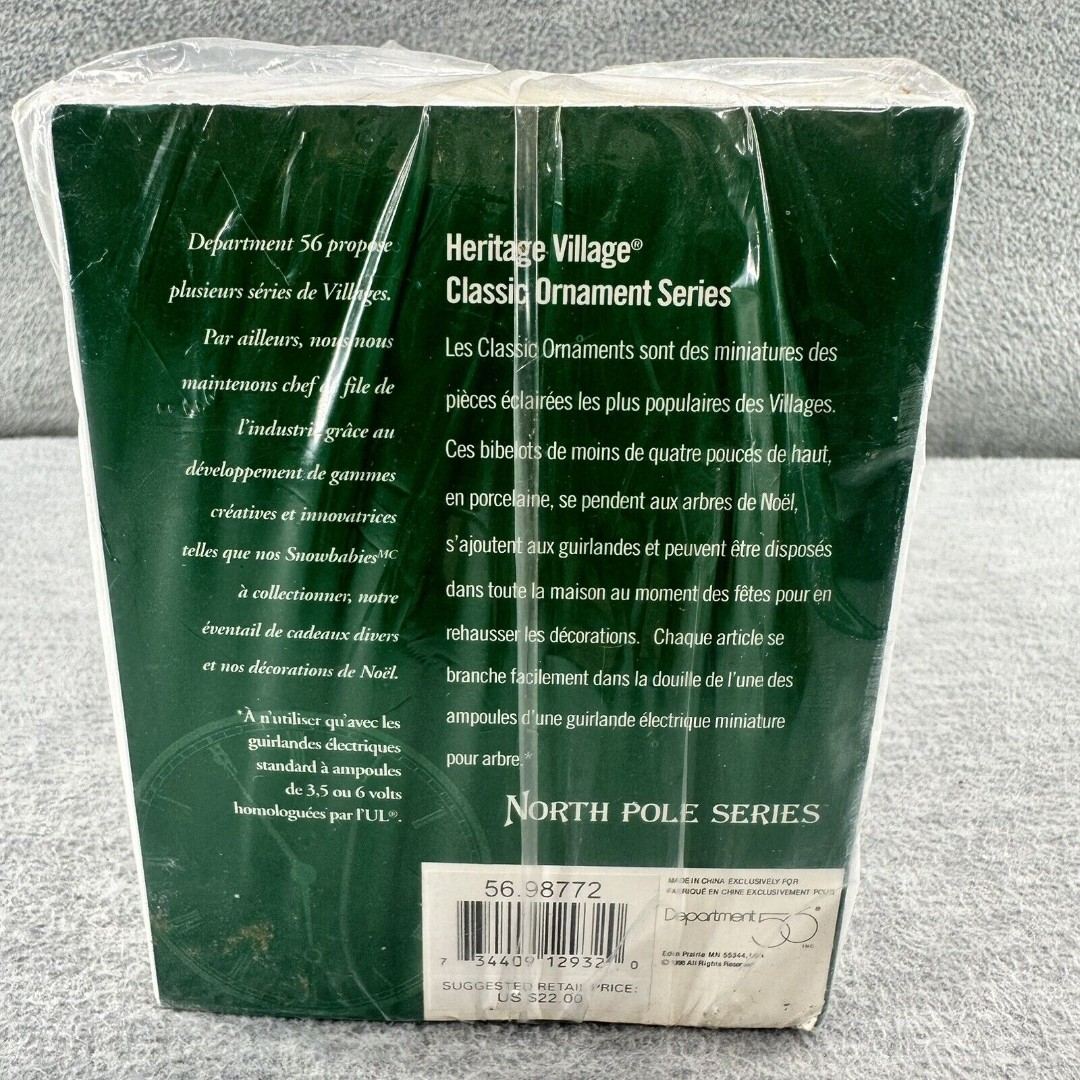 Department 56 propose
plusieurs séries de Villages.
Par ailleurs, nous nous
maintenons chef de file de
l'industrie grâce au
développement de gammes
créatives et innovatrices
telles que nos Snowbabies MC
à collectionner, notre
éventail de cadeaux divers
et nos décorations de Noël.
*À n'utiliser qu'avec les
guirlandes électriques
standard à ampoules
de 3,5 ou 6 volts
homologuées par l'UL®.
Heritage Village®
Classic Ornament Series
Les Classic Ornaments sont des miniatures des
pièces éclairées les plus populaires des Villages.
Ces bibelots de moins de quatre pouces de haut,
en porcelaine, se pendent aux arbres de Noël,
s'ajoutent aux guirlandes et peuvent être disposés
dans toute la maison au moment des fêtes pour en
rehausser les décorations. Chaque article se
branche facilement dans la douille de l'une des
ampoules d'une guirlande électrique miniature
pour arbre.*
NORTH POLE SERIES™
56.98772
7 34409 12932 0
SUGGESTED RETAIL PRICE:
US $22.00
MADE IN CHINA EXCLUSIVELY FOR
FABRIQUÉ EN CHINE EXCLUSIVEMENT POUR
Department 56®
INC
Eden Prairie MN 55344, USA
© 1998 All Rights Reserved